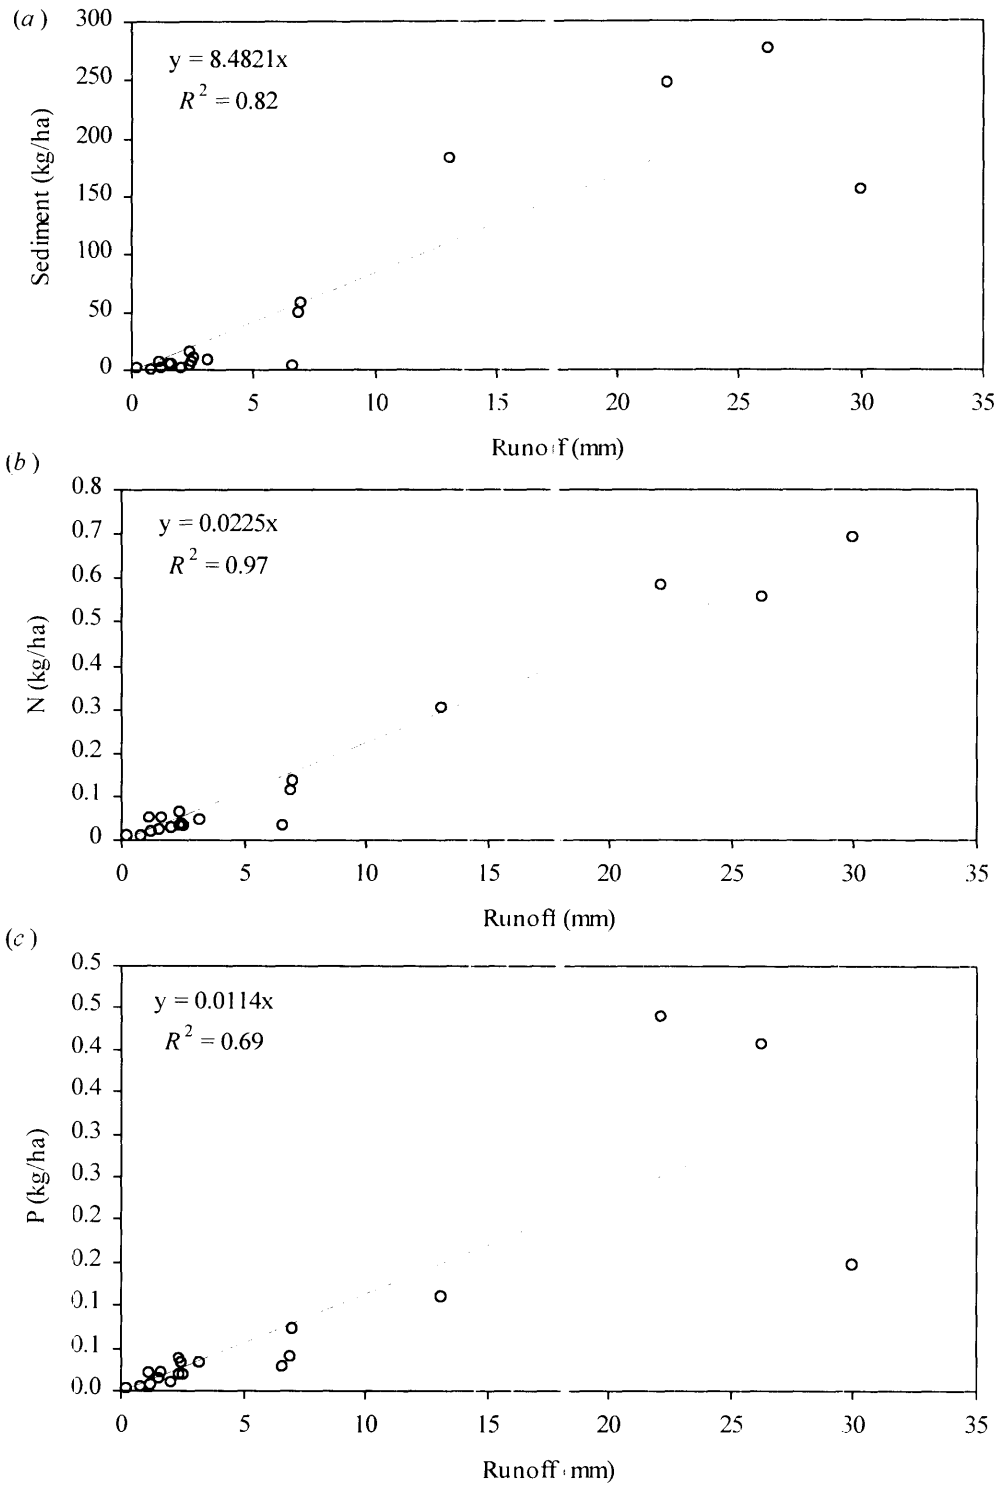 (a)
300
250
200
150
100
50
0
Sediment (kg/ha)
y = 8.4821x
R² = 0.82
0 5 10 15 20 25 30 35
Runoff (mm)
(b)
0.8
0.7
0.6
0.5
0.4
0.3
0.2
0.1
0
N (kg/ha)
y = 0.0225x
R² = 0.97
0 5 10 15 20 25 30 35
Runoff (mm)
(c)
0.5
0.5
0.4
0.4
0.3
0.3
0.2
0.2
0.1
0.1
0.0
P (kg/ha)
y = 0.0114x
R² = 0.69
0 5 10 15 20 25 30 35
Runoff (mm)